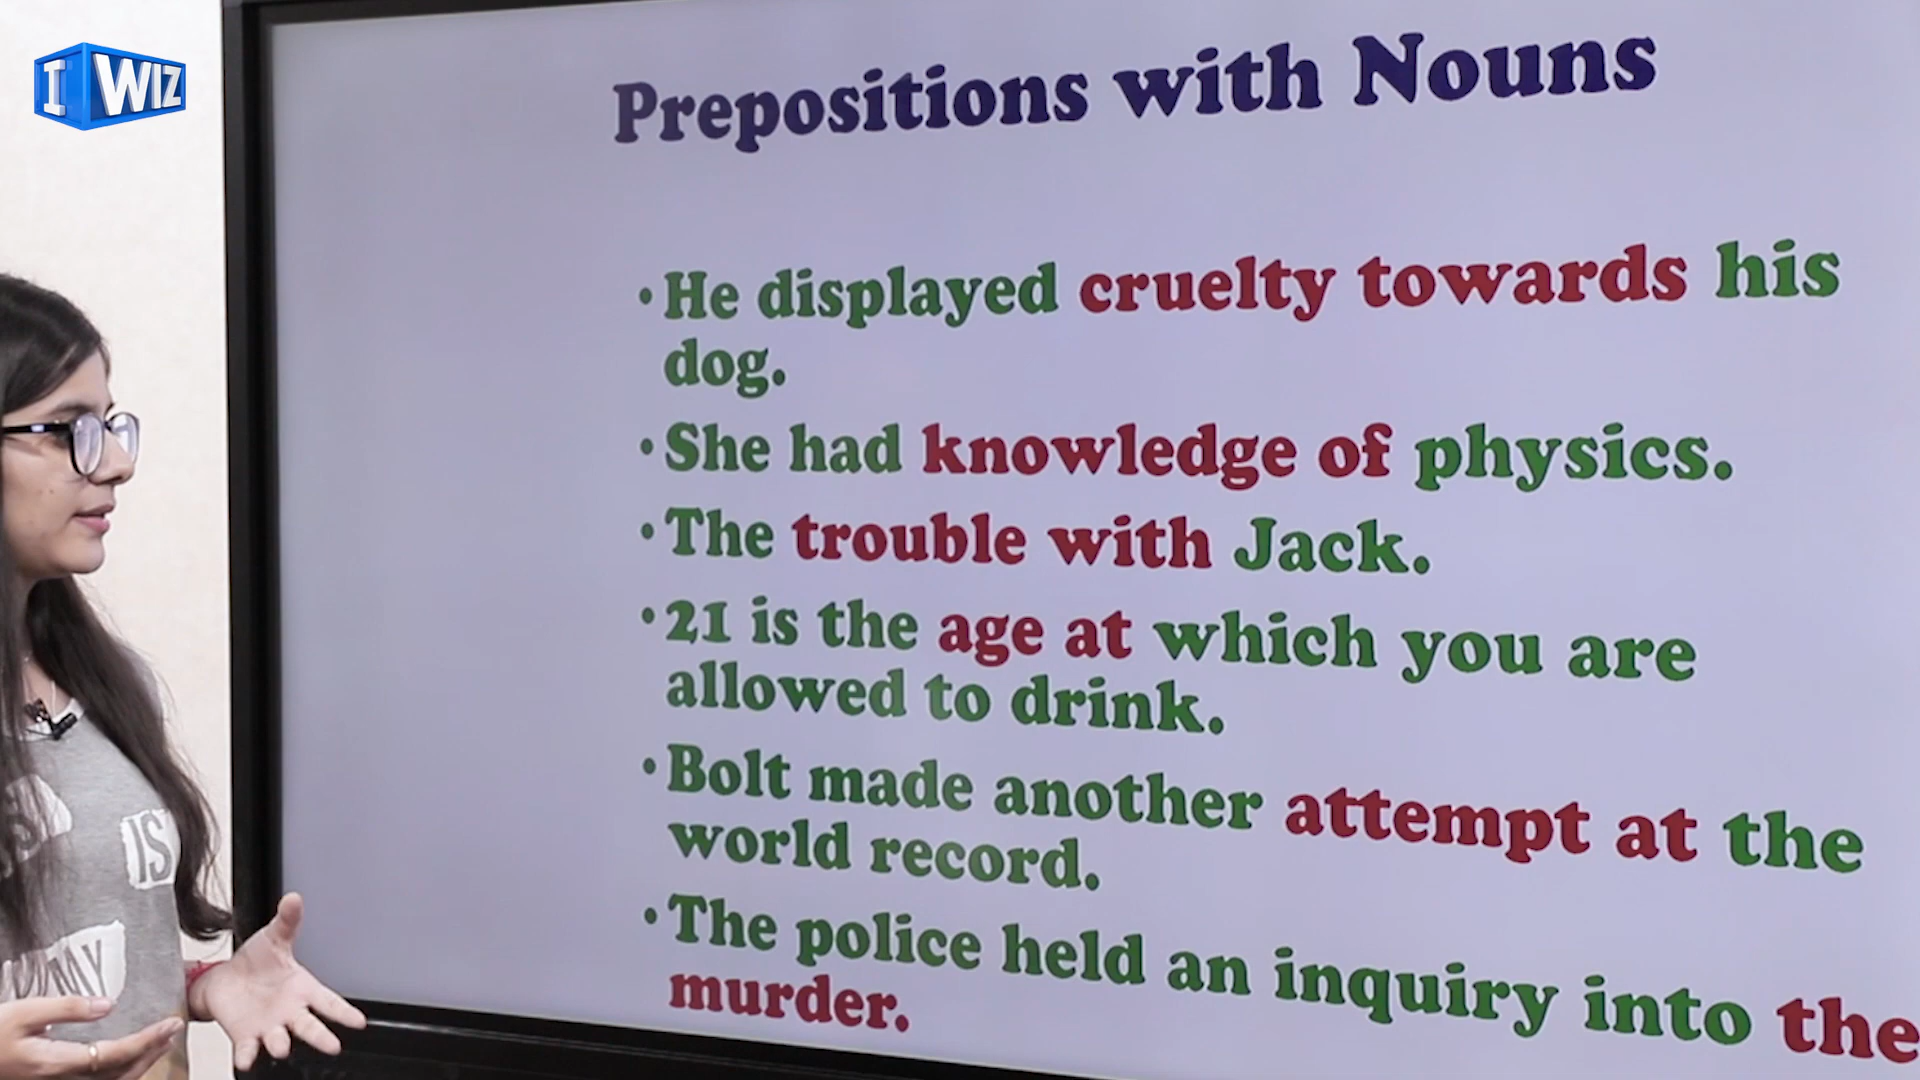 I WIZ
Prepositions with Nouns
•He displayed cruelty towards his
dog.
•She had knowledge of physics.
•The trouble with Jack.
•21 is the age at which you are
allowed to drink.
•Bolt made another attempt at the
world record.
•The police held an inquiry into the
murder.
IS
MY